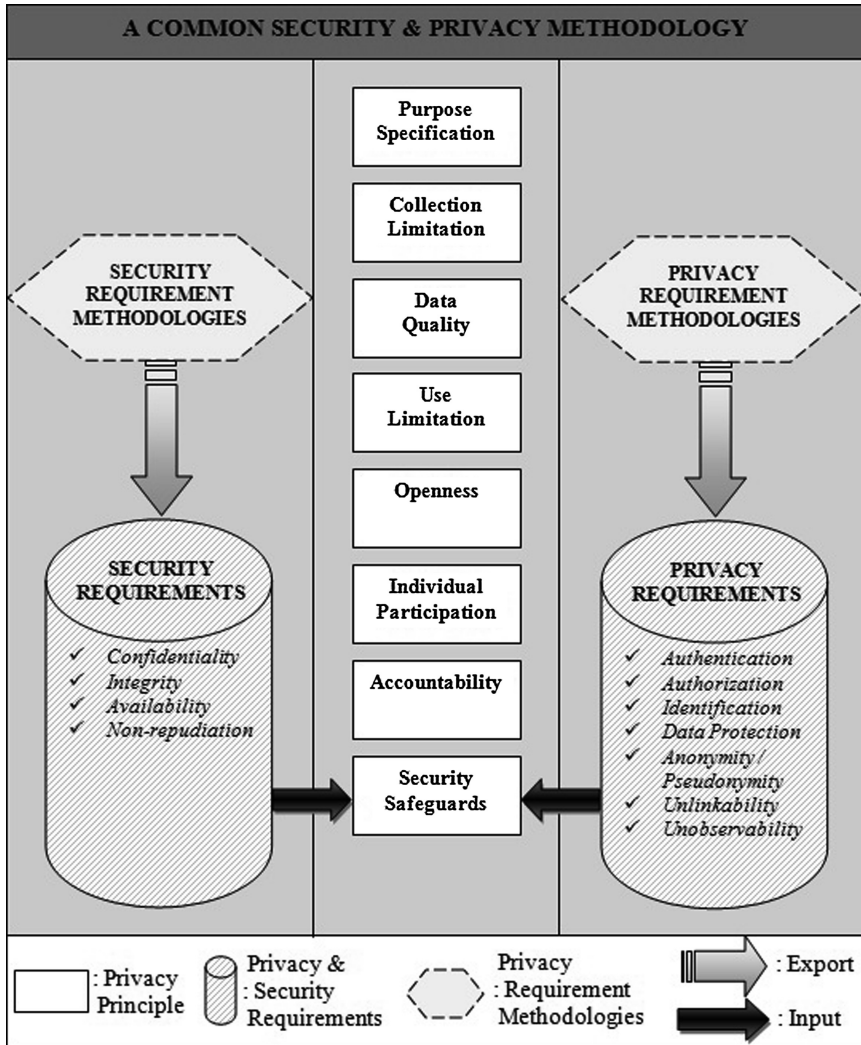 A COMMON SECURITY & PRIVACY METHODOLOGY
SECURITY
REQUIREMENT
METHODOLOGIES
SECURITY
REQUIREMENTS
✓ Confidentiality
✓ Integrity
✓ Availability
✓ Non-repudiation
Purpose
Specification
Collection
Limitation
Data
Quality
Use
Limitation
Openness
Individual
Participation
Accountability
Security
Safeguards
PRIVACY
REQUIREMENT
METHODOLOGIES
PRIVACY
REQUIREMENTS
✓ Authentication
✓ Authorization
✓ Identification
✓ Data Protection
✓ Anonymity /
Pseudonymity
✓ Unlinkability
✓ Unobservability
: Privacy
Principle
Privacy &
: Security
Requirements
Privacy
: Requirement
Methodologies
: Export
: Input